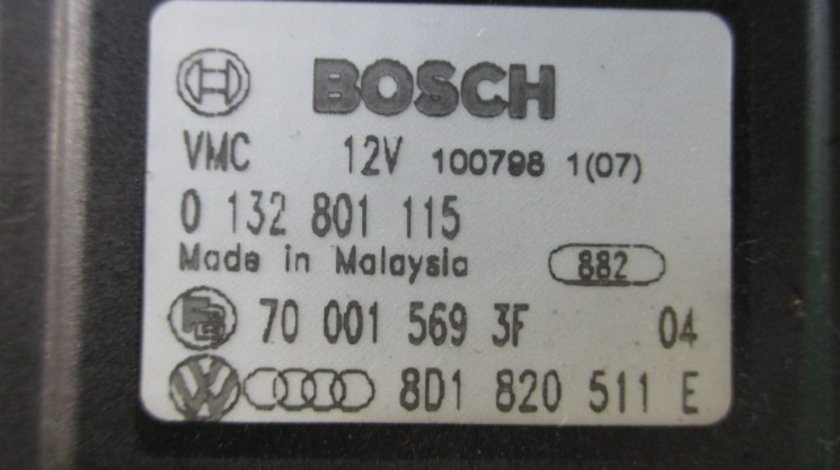 BOSCH
VMC 12V 100798 1(07)
0 132 801 115
Made in Malaysia 882
70 001 569 3F 04
8D1 820 511 E